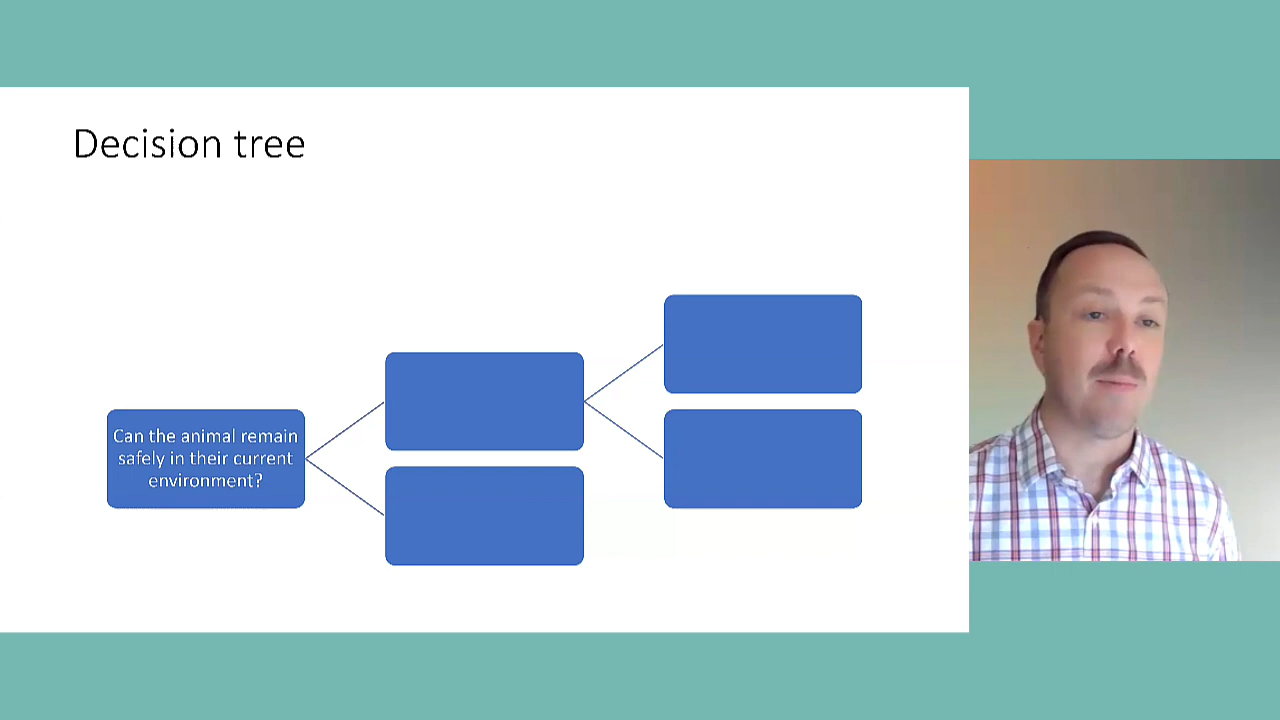 Decision tree
Can the animal remain
safely in their current
environment?